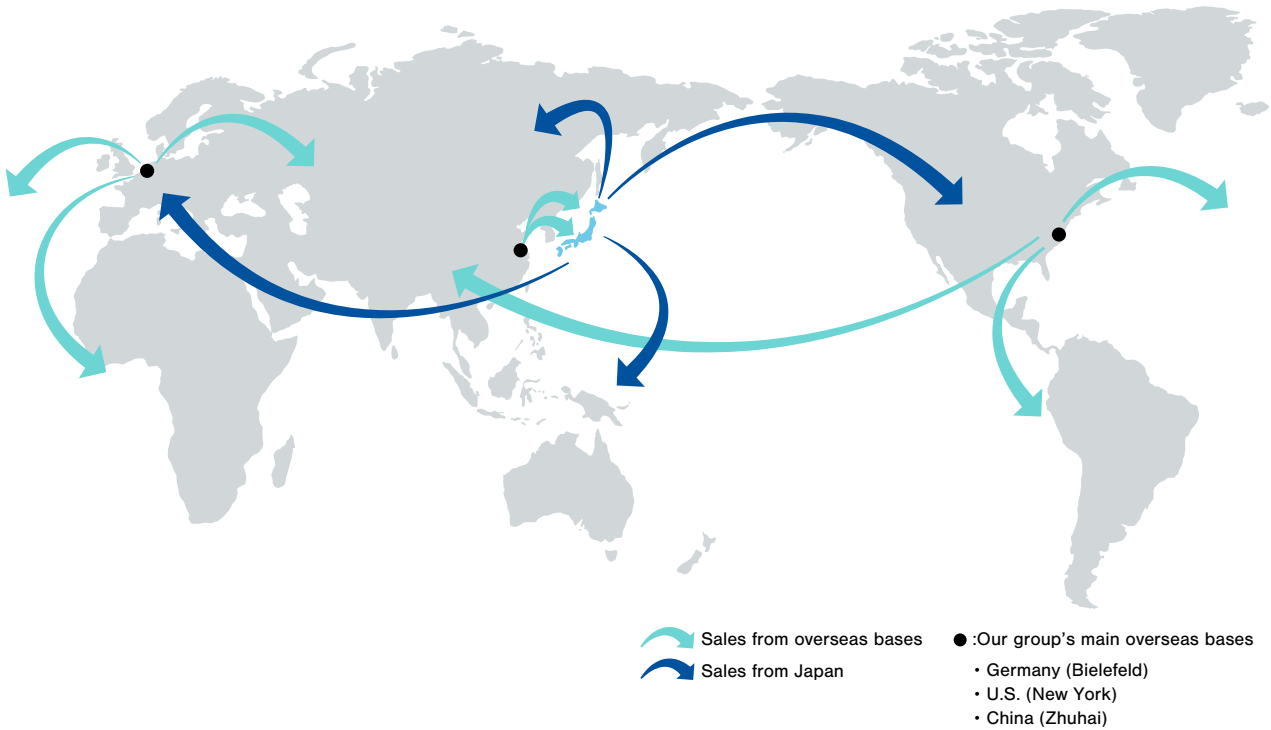 Sales from overseas bases
Sales from Japan
:Our group's main overseas bases
・Germany (Bielefeld)
・U.S. (New York)
・China (Zhuhai)